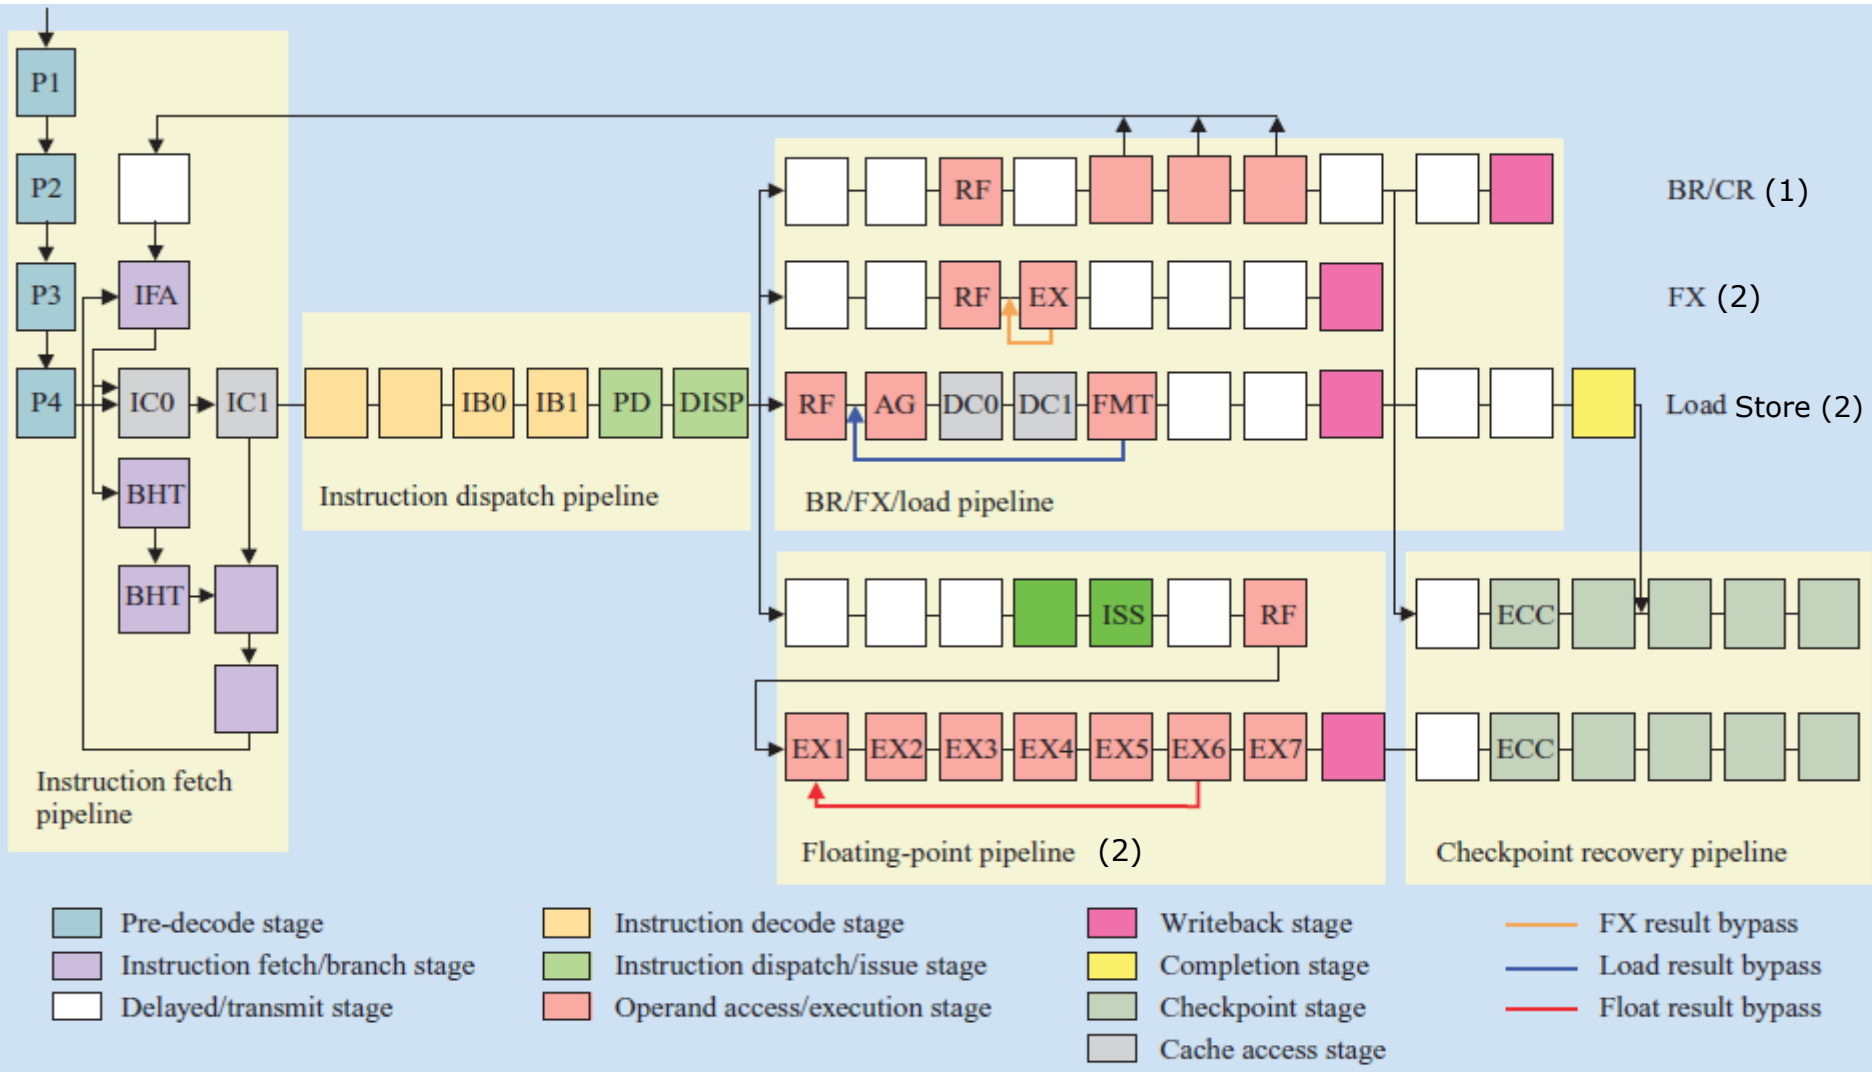 P1
P2
P3
P4
IFA
IC0
IC1
BHT
BHT
Instruction fetch
pipeline
IB0
IB1
PD
DISP
Instruction dispatch pipeline
RF
BR/CR (1)
RF
EX
FX (2)
RF
AG
DC0
DC1
FMT
Load Store (2)
BR/FX/load pipeline
ISS
RF
EX1
EX2
EX3
EX4
EX5
EX6
EX7
Floating-point pipeline (2)
ECC
ECC
Checkpoint recovery pipeline
Pre-decode stage
Instruction fetch/branch stage
Delayed/transmit stage
Instruction decode stage
Instruction dispatch/issue stage
Operand access/execution stage
Writeback stage
Completion stage
Checkpoint stage
Cache access stage
FX result bypass
Load result bypass
Float result bypass